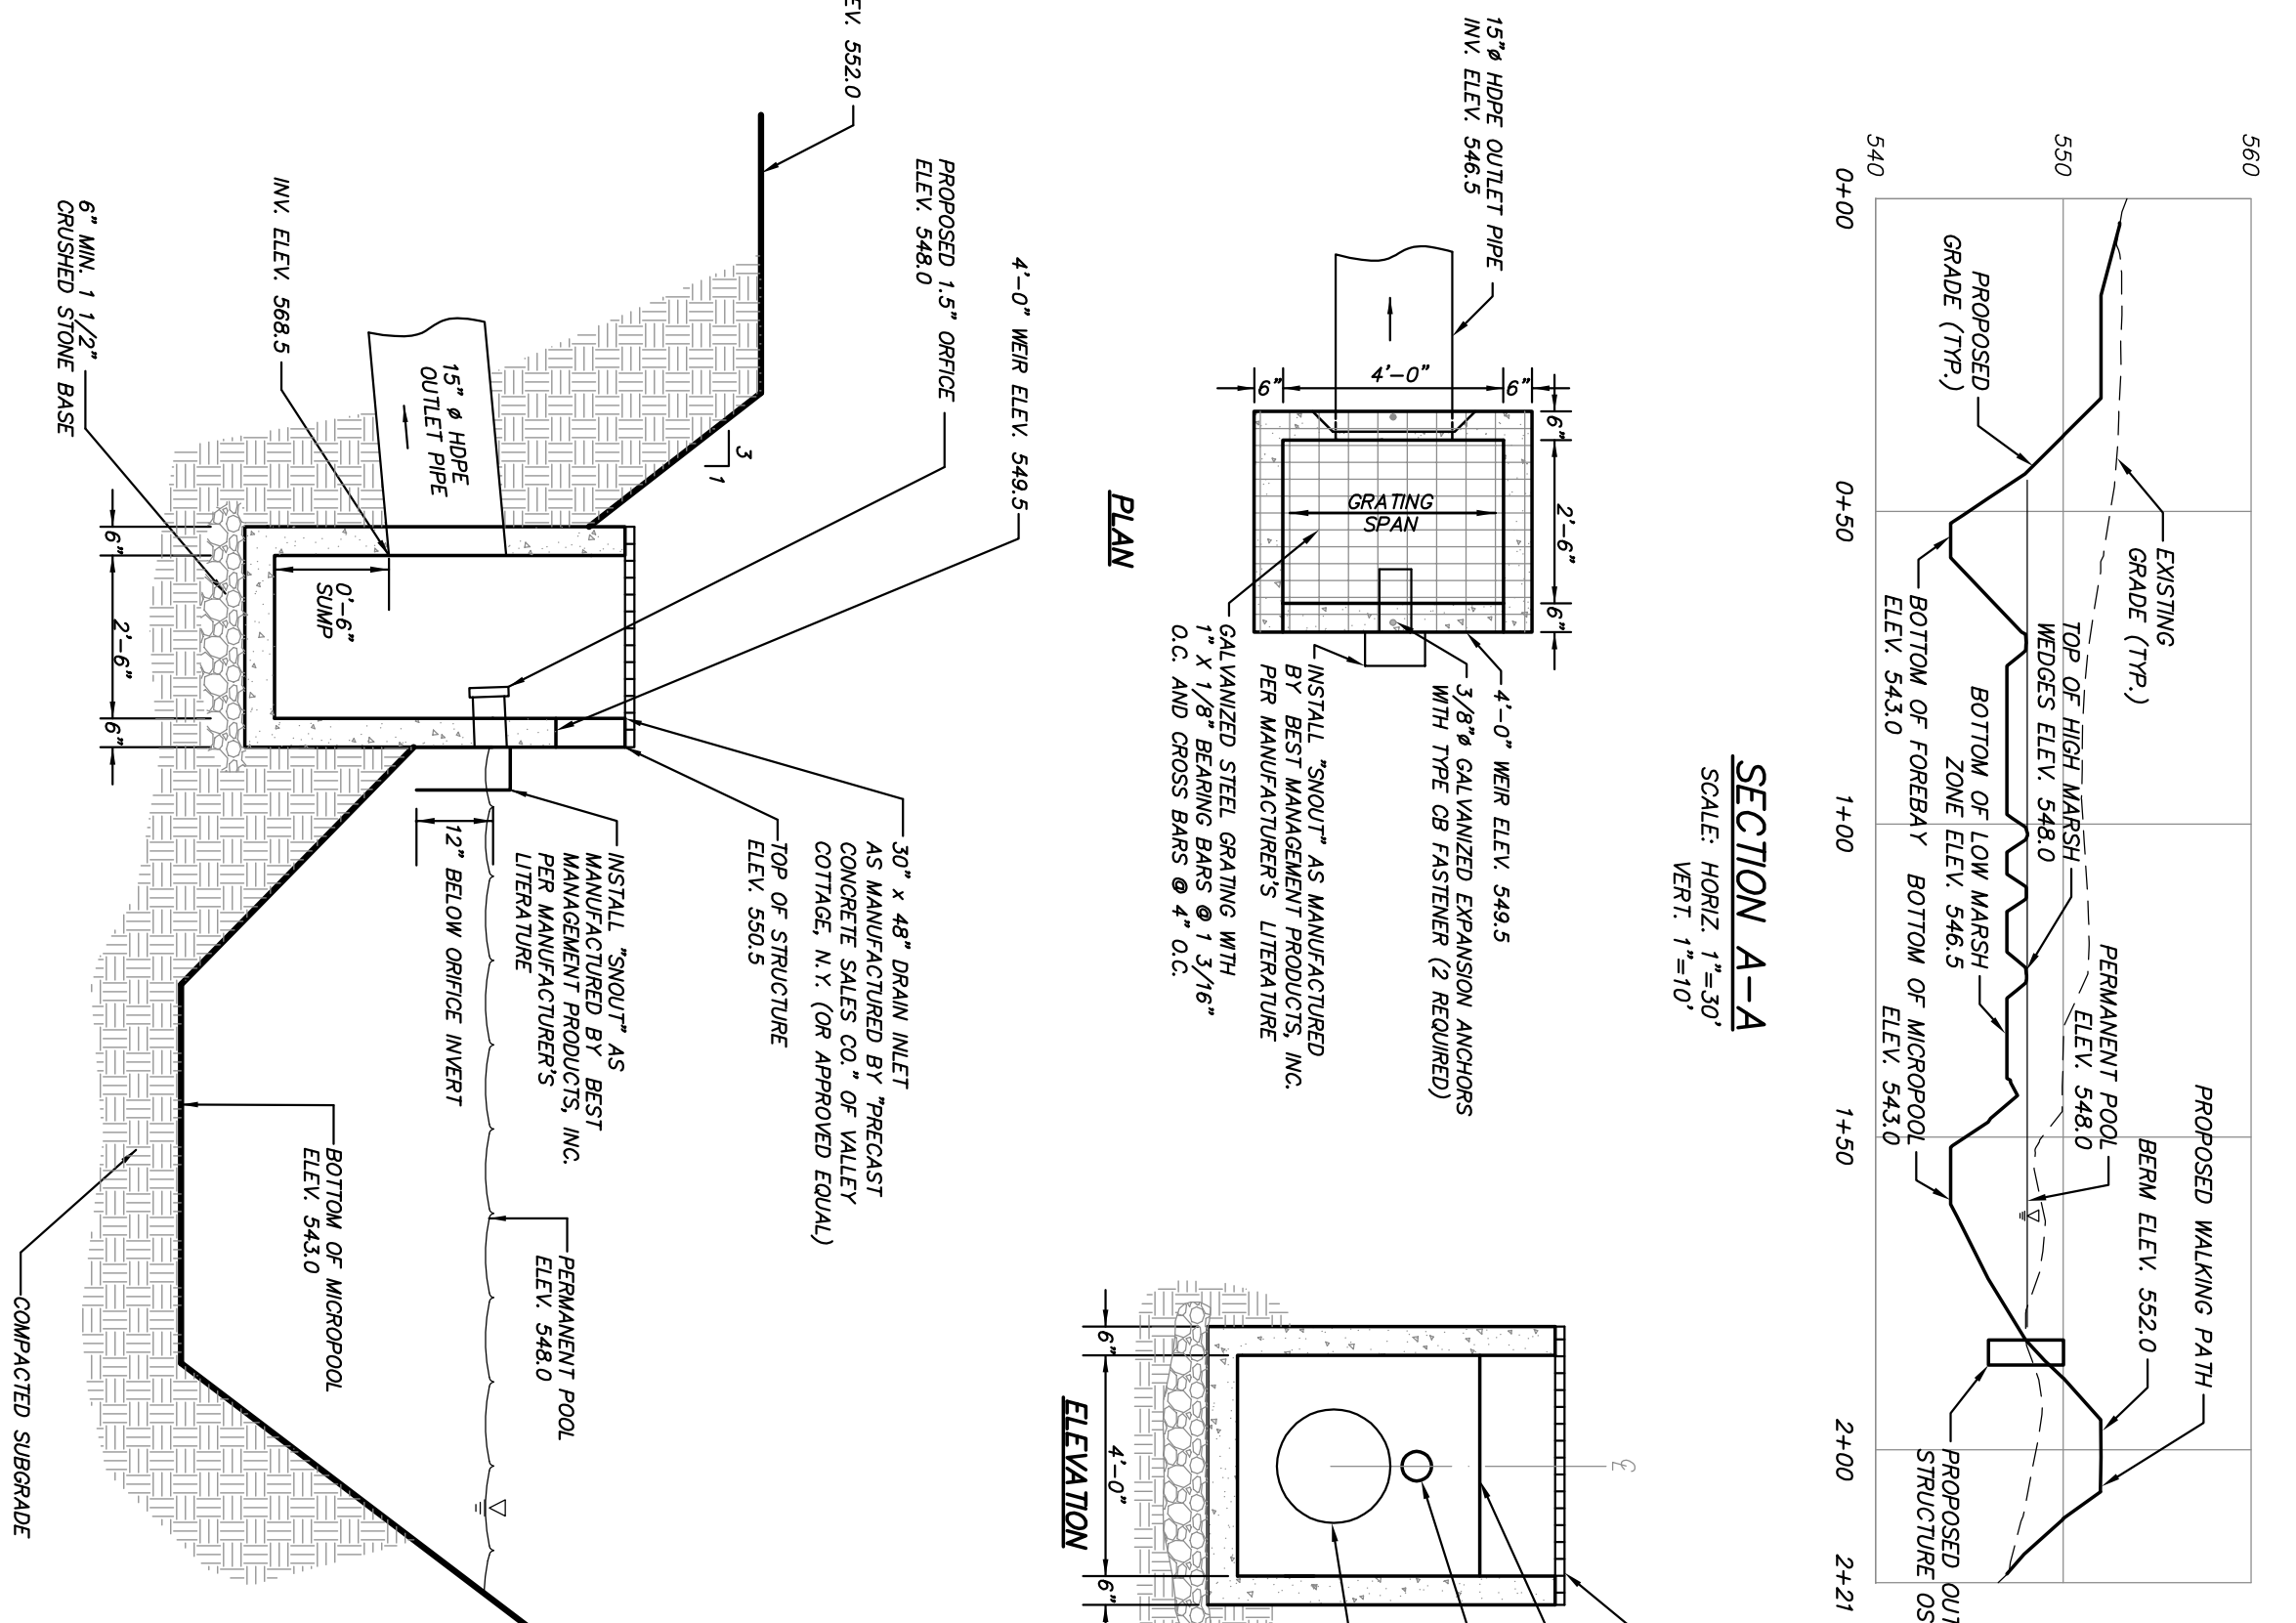 560
550
540
0+00
0+50
1+00
1+50
2+00
2+21
PROPOSED
GRADE (TYP.)
EXISTING
GRADE (TYP.)
BOTTOM OF FOREBAY
ELEV. 543.0
TOP OF HIGH MARSH
WEDGES ELEV. 548.0
BOTTOM OF LOW MARSH
ZONE ELEV. 546.5
BOTTOM OF MICROPOOL
ELEV. 543.0
PERMANENT POOL
ELEV. 548.0
PROPOSED WALKING PATH
BERM ELEV. 552.0
PROPOSED OUT
STRUCTURE OS
SECTION A-A
SCALE: HORIZ. 1"=30'
VERT. 1"=10'
15"ø HDPE OUTLET PIPE
INV. ELEV. 546.5
6"
4'-0"
6"
6"
2'-6"
6"
GRATING
SPAN
4'-0" WEIR ELEV. 549.5
3/8"ø GALVANIZED EXPANSION ANCHORS
WITH TYPE CB FASTENER (2 REQUIRED)
INSTALL "SNOUT" AS MANUFACTURED
BY BEST MANAGEMENT PRODUCTS, INC.
PER MANUFACTURER'S LITERATURE
GALVANIZED STEEL GRATING WITH
1" X 1/8" BEARING BARS @ 1 3/16"
O.C. AND CROSS BARS @ 4" O.C.
PLAN
EV. 552.0
4'-0" WEIR ELEV. 549.5
PROPOSED 1.5" ORFICE
ELEV. 548.0
3
1
INV. ELEV. 568.5
15" ø HDPE
OUTLET PIPE
6" MIN. 1 1/2"
CRUSHED STONE BASE
0'-6"
SUMP
6"
2'-6"
6"
30" x 48" DRAIN INLET
AS MANUFACTURED BY "PRECAST
CONCRETE SALES CO." OF VALLEY
COTTAGE, N.Y. (OR APPROVED EQUAL)
TOP OF STRUCTURE
ELEV. 550.5
INSTALL "SNOUT" AS
MANUFACTURED BY BEST
MANAGEMENT PRODUCTS, INC.
PER MANUFACTURER'S
LITERATURE
12" BELOW ORIFICE INVERT
PERMANENT POOL
ELEV. 548.0
BOTTOM OF MICROPOOL
ELEV. 543.0
COMPACTED SUBGRADE
CL
6"
4'-0"
6"
ELEVATION